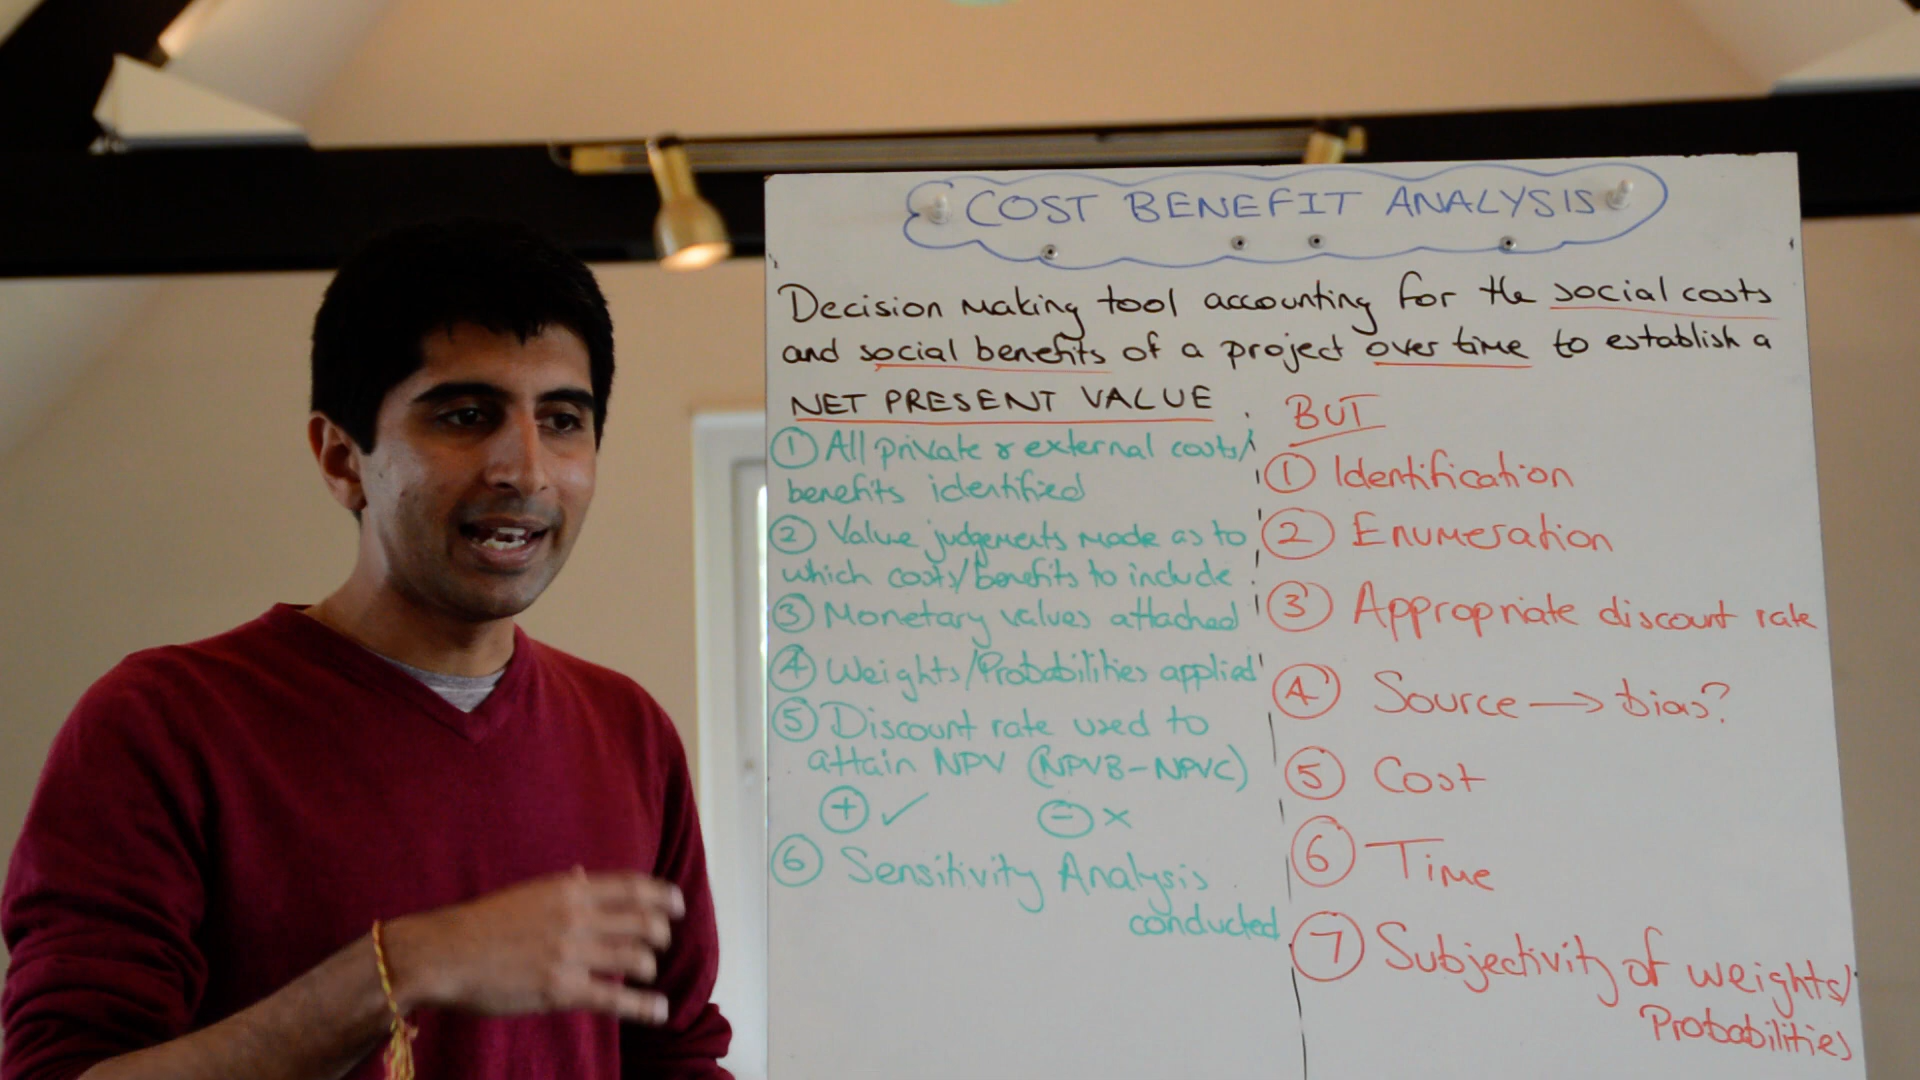 COST BENEFIT ANALYSIS
Decision making tool accounting for the social costs
and social benefits of a project over time to establish a
NET PRESENT VALUE
① All private & external costs/
benefits identified
② Value judgements made as to
which costs/benefits to include
③ Monetary values attached
④ Weights/Probabilities applied
⑤ Discount rate used to
attain NPV (NPVB-NPVC)
⊕ ✓ ⊖ ×
⑥ Sensitivity Analysis
conducted
BUT
① Identification
② Enumeration
③ Appropriate discount rate
④ Source → bias?
⑤ Cost
⑥ Time
⑦ Subjectivity of weights/
Probabilities